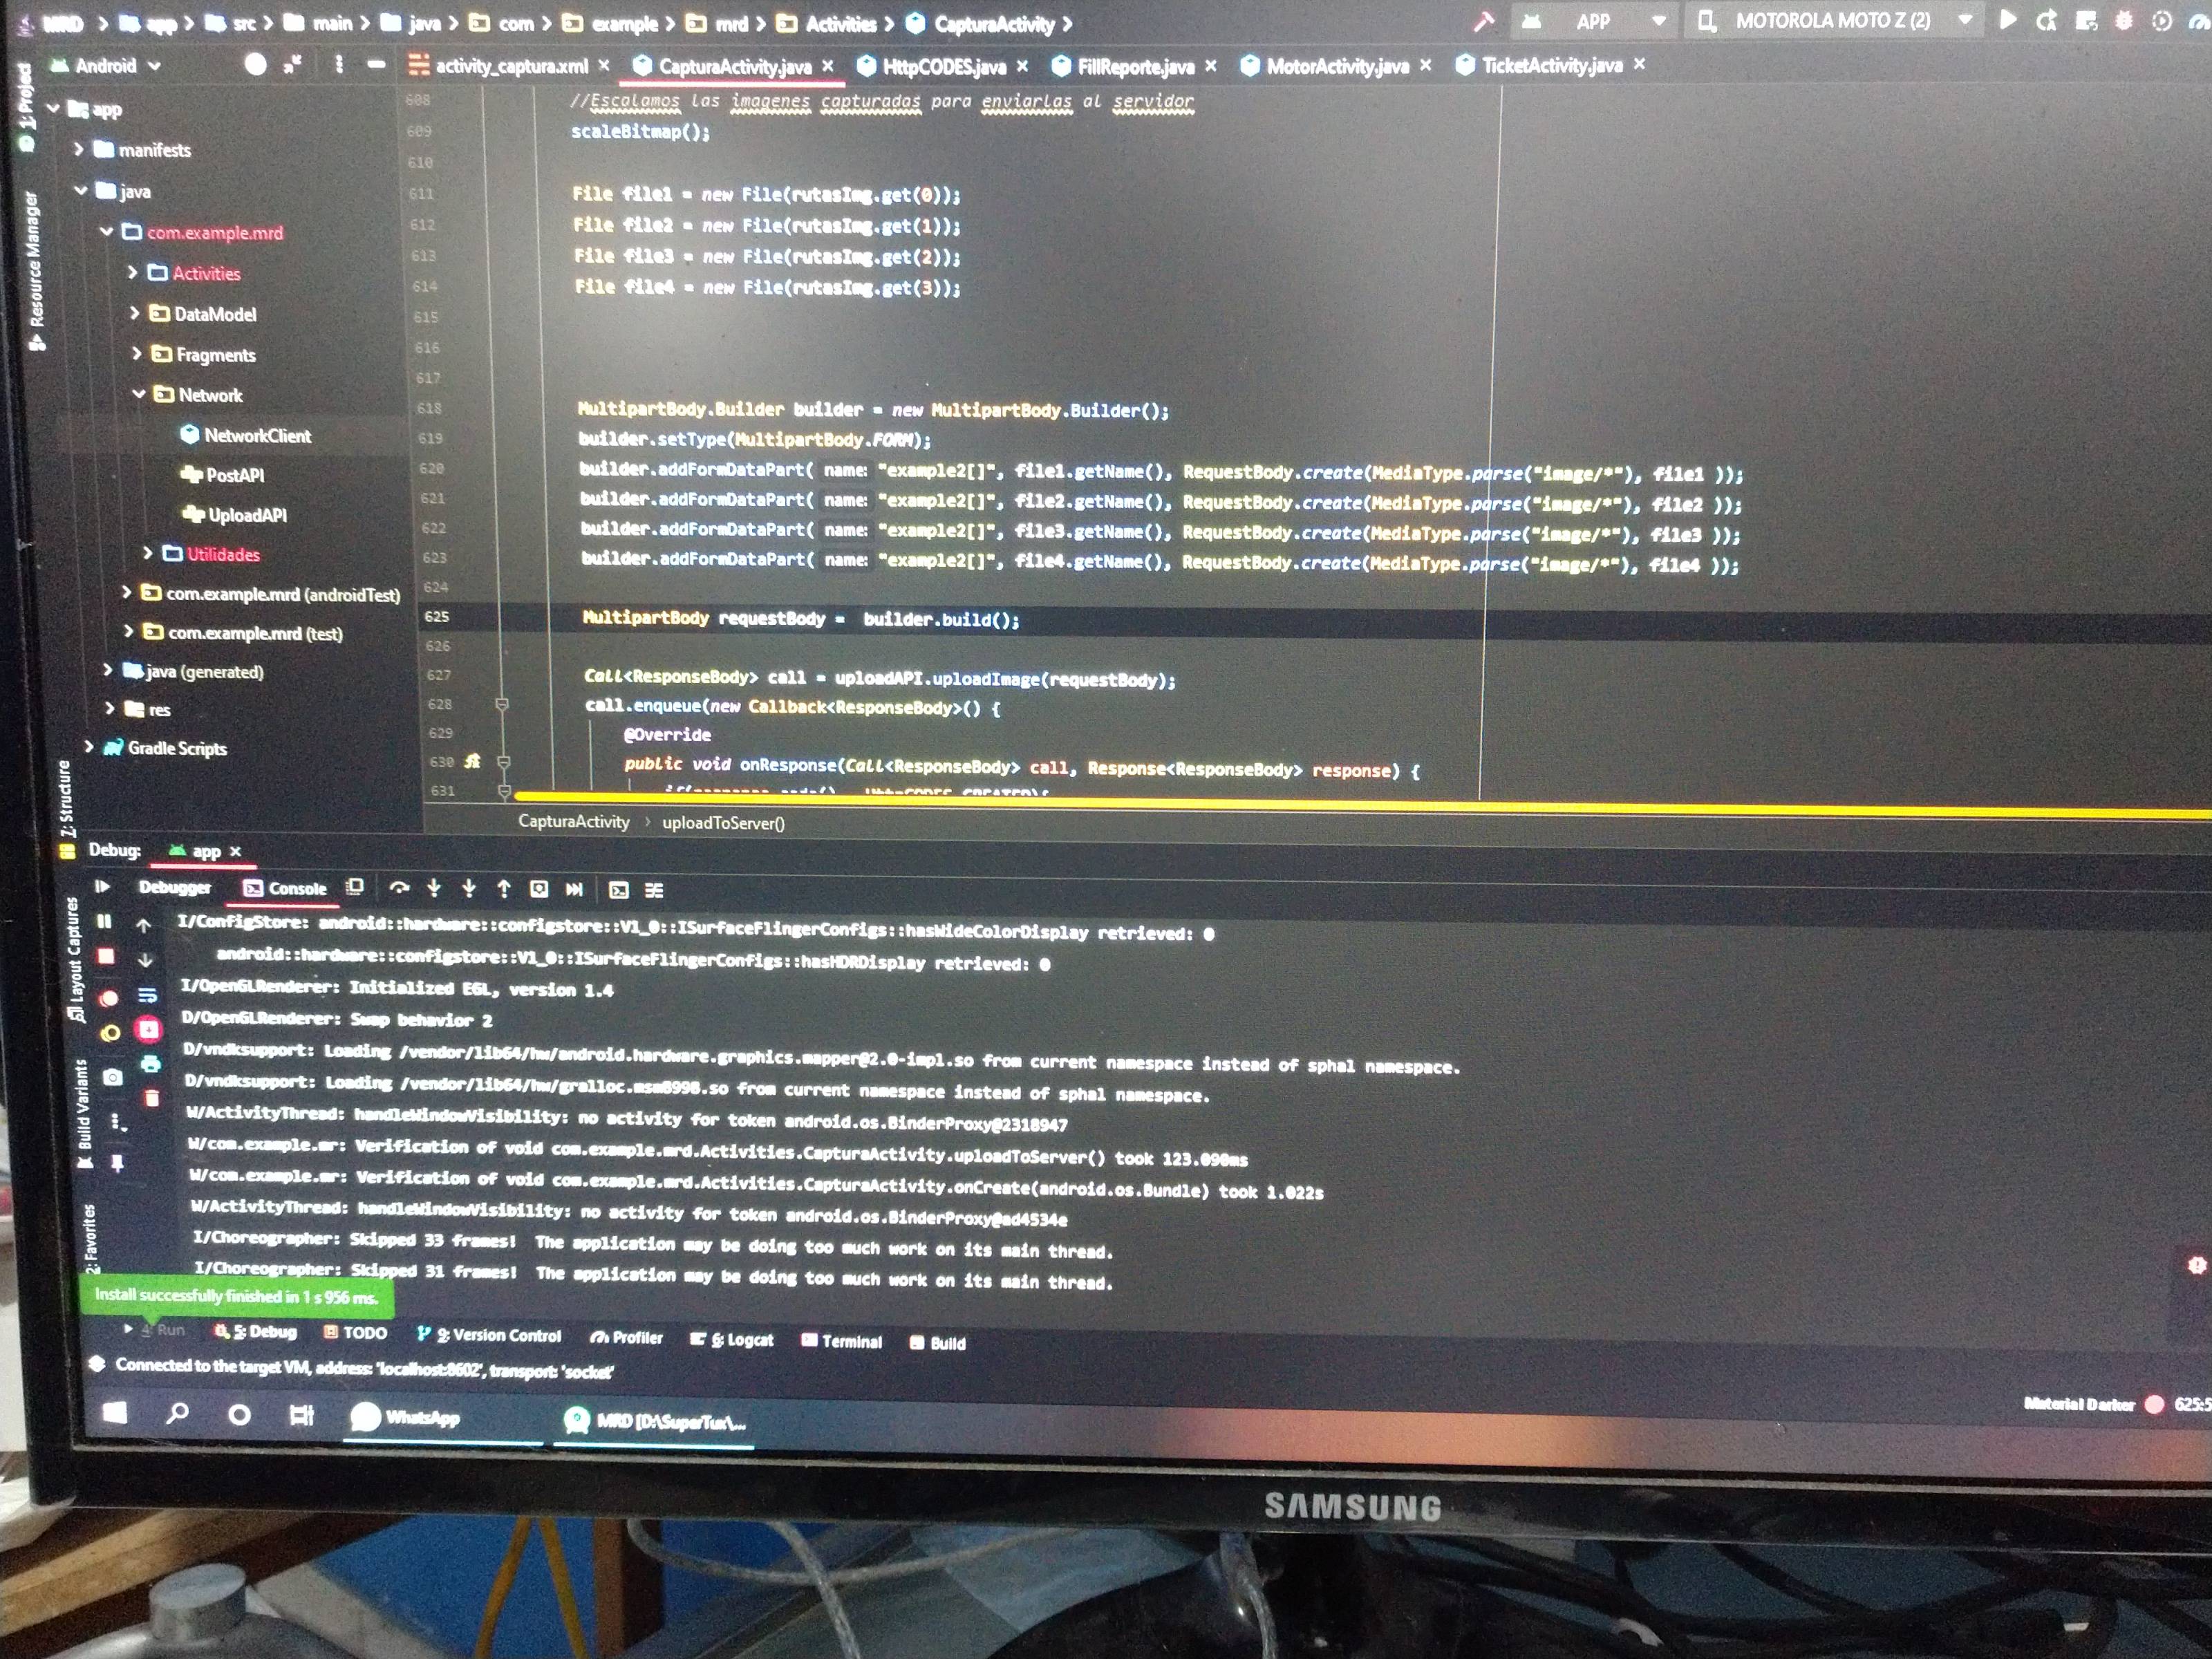 MRD > app > src > main > java > com > example > mrd > Activities > CapturaActivity >
APP
MOTOROLA MOTO Z (2)
Android
activity_captura.xml × CapturaActivity.java × HttpCODES.java × FillReporte.java × MotorActivity.java × TicketActivity.java ×
1: Project
Resource Manager
Z: Structure
Layout Captures
Build Variants
2: Favorites
app
manifests
java
com.example.mrd
Activities
DataModel
Fragments
Network
NetworkClient
PostAPI
UploadAPI
Utilidades
com.example.mrd (androidTest)
com.example.mrd (test)
java (generated)
res
Gradle Scripts
608 //Escalamos las imagenes capturadas para enviarlas al servidor
609 scaleBitmap();
610
611 File file1 = new File(rutasImg.get(0));
612 File file2 = new File(rutasImg.get(1));
613 File file3 = new File(rutasImg.get(2));
614 File file4 = new File(rutasImg.get(3));
615
616
617
618 MultipartBody.Builder builder = new MultipartBody.Builder();
619 builder.setType(MultipartBody.FORM);
620 builder.addFormDataPart( name: "example2[]", file1.getName(), RequestBody.create(MediaType.parse("image/*"), file1 ));
621 builder.addFormDataPart( name: "example2[]", file2.getName(), RequestBody.create(MediaType.parse("image/*"), file2 ));
622 builder.addFormDataPart( name: "example2[]", file3.getName(), RequestBody.create(MediaType.parse("image/*"), file3 ));
623 builder.addFormDataPart( name: "example2[]", file4.getName(), RequestBody.create(MediaType.parse("image/*"), file4 ));
624
625 MultipartBody requestBody = builder.build();
626
627 Call<ResponseBody> call = uploadAPI.uploadImage(requestBody);
628 call.enqueue(new Callback<ResponseBody>() {
629 @Override
630 public void onResponse(Call<ResponseBody> call, Response<ResponseBody> response) {
631
CapturaActivity > uploadToServer()
Debug: app ×
Debugger Console
I/ConfigStore: android::hardware::configstore::V1_0::ISurfaceFlingerConfigs::hasWideColorDisplay retrieved: 0
android::hardware::configstore::V1_0::ISurfaceFlingerConfigs::hasHDRDisplay retrieved: 0
I/OpenGLRenderer: Initialized EGL, version 1.4
D/OpenGLRenderer: Swap behavior 2
D/vndksupport: Loading /vendor/lib64/hw/android.hardware.graphics.mapper@2.0-impl.so from current namespace instead of sphal namespace.
D/vndksupport: Loading /vendor/lib64/hw/gralloc.msm8998.so from current namespace instead of sphal namespace.
W/ActivityThread: handleWindowVisibility: no activity for token android.os.BinderProxy@2318947
W/com.example.mr: Verification of void com.example.mrd.Activities.CapturaActivity.uploadToServer() took 123.090ms
W/com.example.mr: Verification of void com.example.mrd.Activities.CapturaActivity.onCreate(android.os.Bundle) took 1.022s
W/ActivityThread: handleWindowVisibility: no activity for token android.os.BinderProxy@ad4534e
I/Choreographer: Skipped 33 frames! The application may be doing too much work on its main thread.
I/Choreographer: Skipped 31 frames! The application may be doing too much work on its main thread.
Install successfully finished in 1 s 956 ms.
4: Run 5: Debug TODO 9: Version Control Profiler 6: Logcat Terminal Build
Connected to the target VM, address: 'localhost:8602', transport: 'socket'
Material Darker 625:5
WhatsApp
MRD [D:\SuperTux\...
SAMSUNG